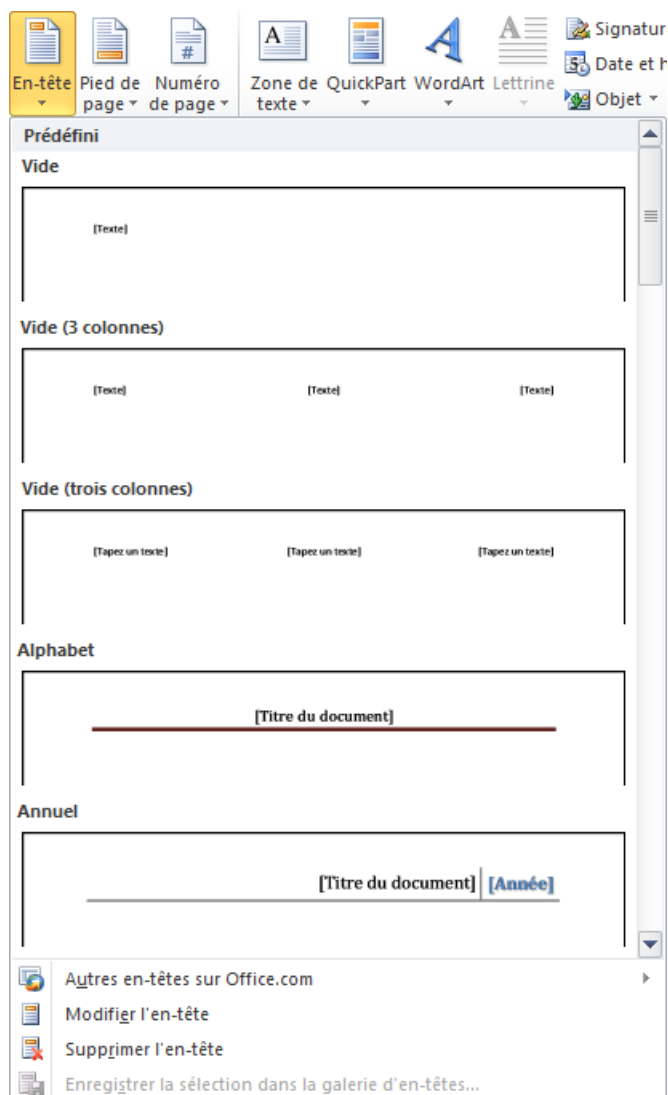 En-tête Pied de page Numéro de page Zone de texte QuickPart WordArt Lettrine
Signatur
Date et h
Objet
Prédéfini
Vide
[Texte]
Vide (3 colonnes)
[Texte] [Texte] [Texte]
Vide (trois colonnes)
[Tapez un texte] [Tapez un texte] [Tapez un texte]
Alphabet
[Titre du document]
Annuel
[Titre du document] [Année]
Autres en-têtes sur Office.com
Modifier l'en-tête
Supprimer l'en-tête
Enregistrer la sélection dans la galerie d'en-têtes...